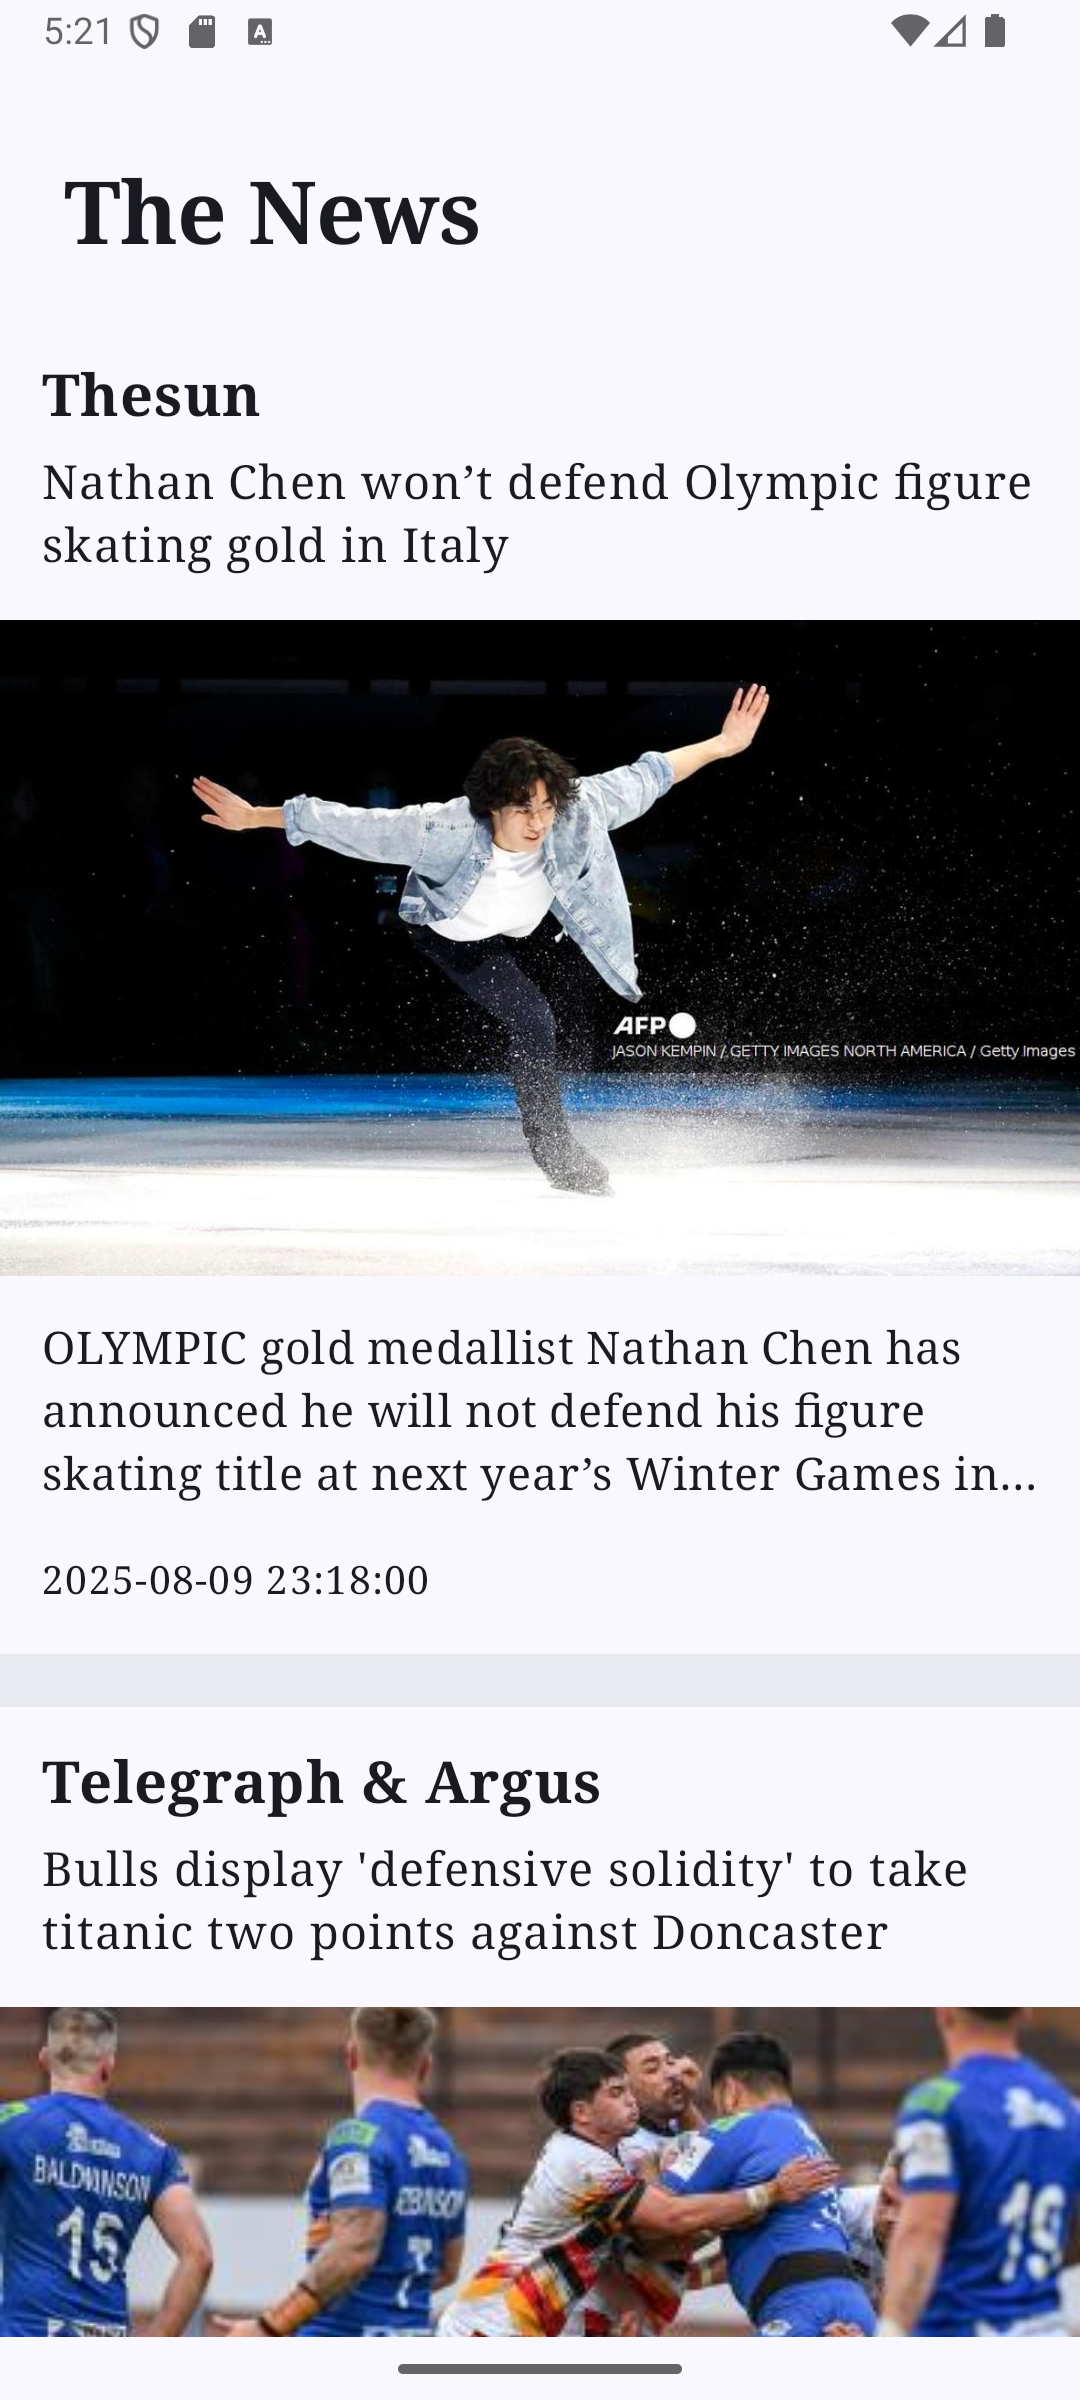 5:21
The News
Thesun
Nathan Chen won’t defend Olympic figure
skating gold in Italy
AFP
JASON KEMPIN / GETTY IMAGES NORTH AMERICA / Getty Images
OLYMPIC gold medallist Nathan Chen has
announced he will not defend his figure
skating title at next year’s Winter Games in...
2025-08-09 23:18:00
Telegraph & Argus
Bulls display 'defensive solidity' to take
titanic two points against Doncaster
BALDWINSON
15
19